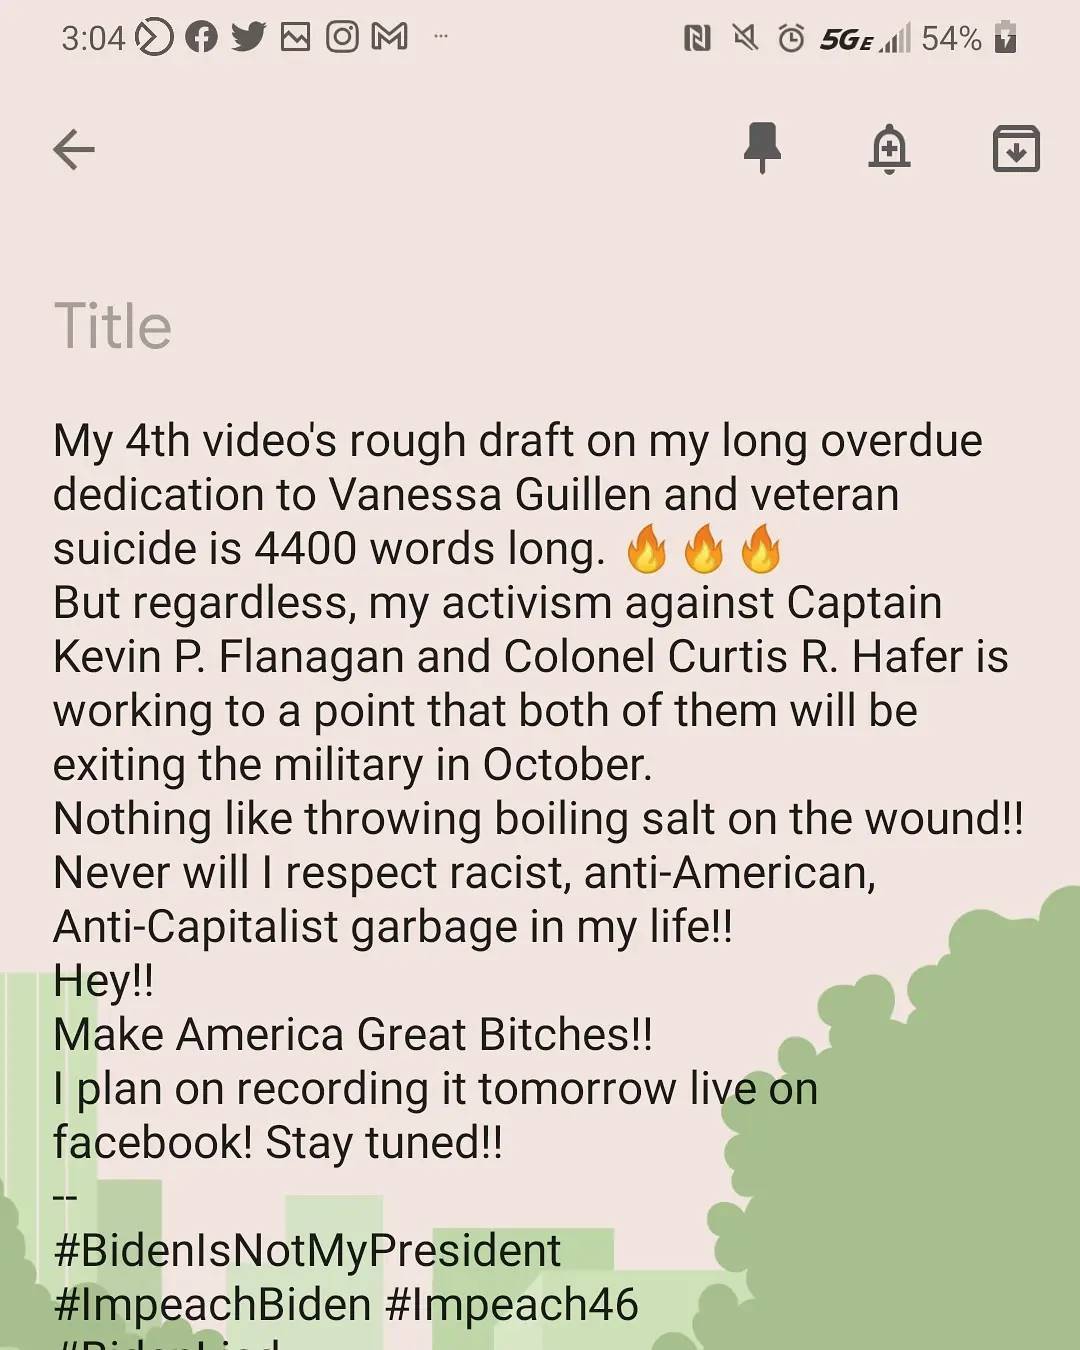 3:04 5GE 54%
Title
My 4th video's rough draft on my long overdue
dedication to Vanessa Guillen and veteran
suicide is 4400 words long. 🔥🔥🔥
But regardless, my activism against Captain
Kevin P. Flanagan and Colonel Curtis R. Hafer is
working to a point that both of them will be
exiting the military in October.
Nothing like throwing boiling salt on the wound!!
Never will I respect racist, anti-American,
Anti-Capitalist garbage in my life!!
Hey!!
Make America Great Bitches!!
I plan on recording it tomorrow live on
facebook! Stay tuned!!
--
#BidenIsNotMyPresident
#ImpeachBiden #Impeach46